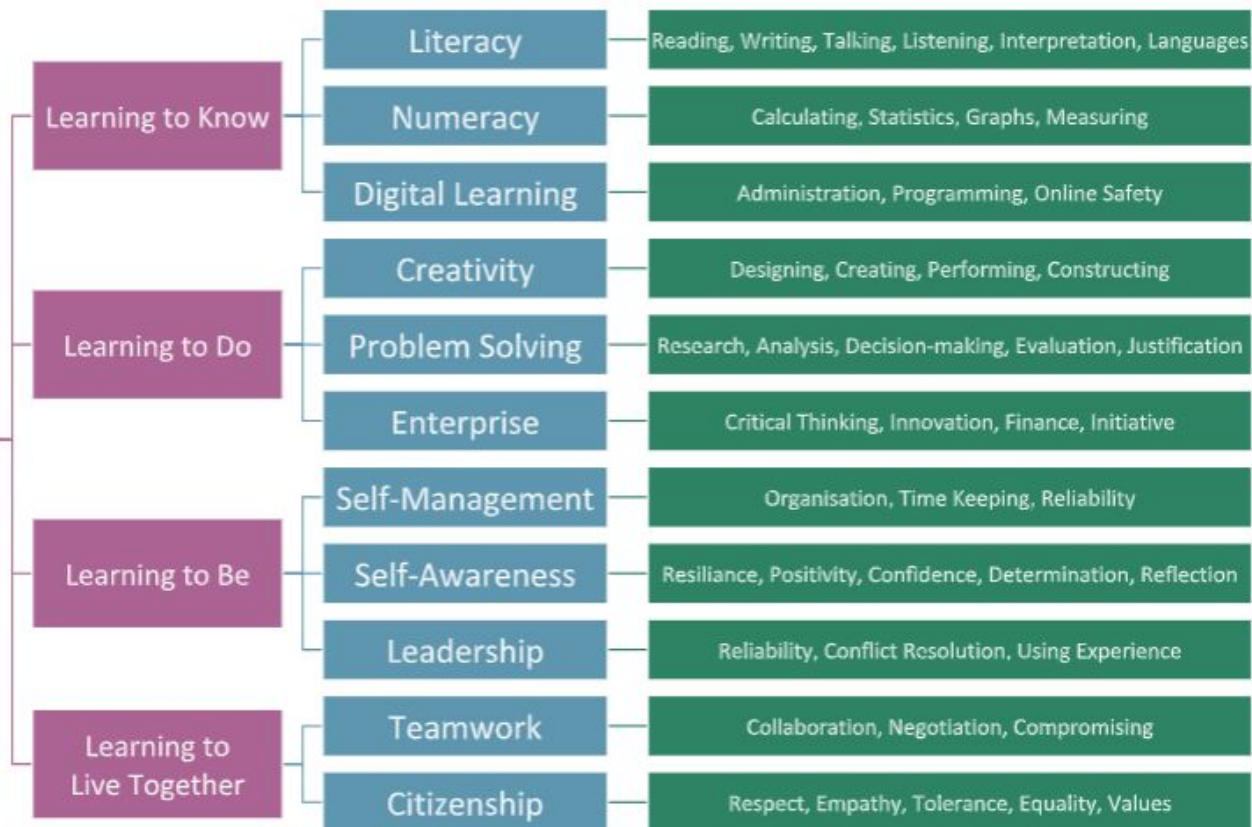 Learning to Know
Literacy
Reading, Writing, Talking, Listening, Interpretation, Languages
Numeracy
Calculating, Statistics, Graphs, Measuring
Digital Learning
Administration, Programming, Online Safety
Learning to Do
Creativity
Designing, Creating, Performing, Constructing
Problem Solving
Research, Analysis, Decision-making, Evaluation, Justification
Enterprise
Critical Thinking, Innovation, Finance, Initiative
Learning to Be
Self-Management
Organisation, Time Keeping, Reliability
Self-Awareness
Resiliance, Positivity, Confidence, Determination, Reflection
Leadership
Reliability, Conflict Resolution, Using Experience
Learning to
Live Together
Teamwork
Collaboration, Negotiation, Compromising
Citizenship
Respect, Empathy, Tolerance, Equality, Values